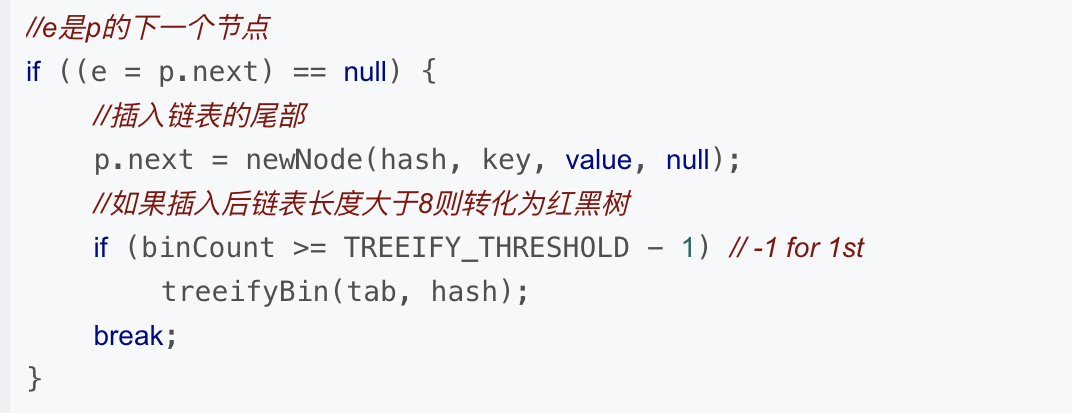 //e是p的下一个节点
if ((e = p.next) == null) {
//插入链表的尾部
p.next = newNode(hash, key, value, null);
//如果插入后链表长度大于8则转化为红黑树
if (binCount >= TREEIFY_THRESHOLD - 1) // -1 for 1st
treeifyBin(tab, hash);
break;
}